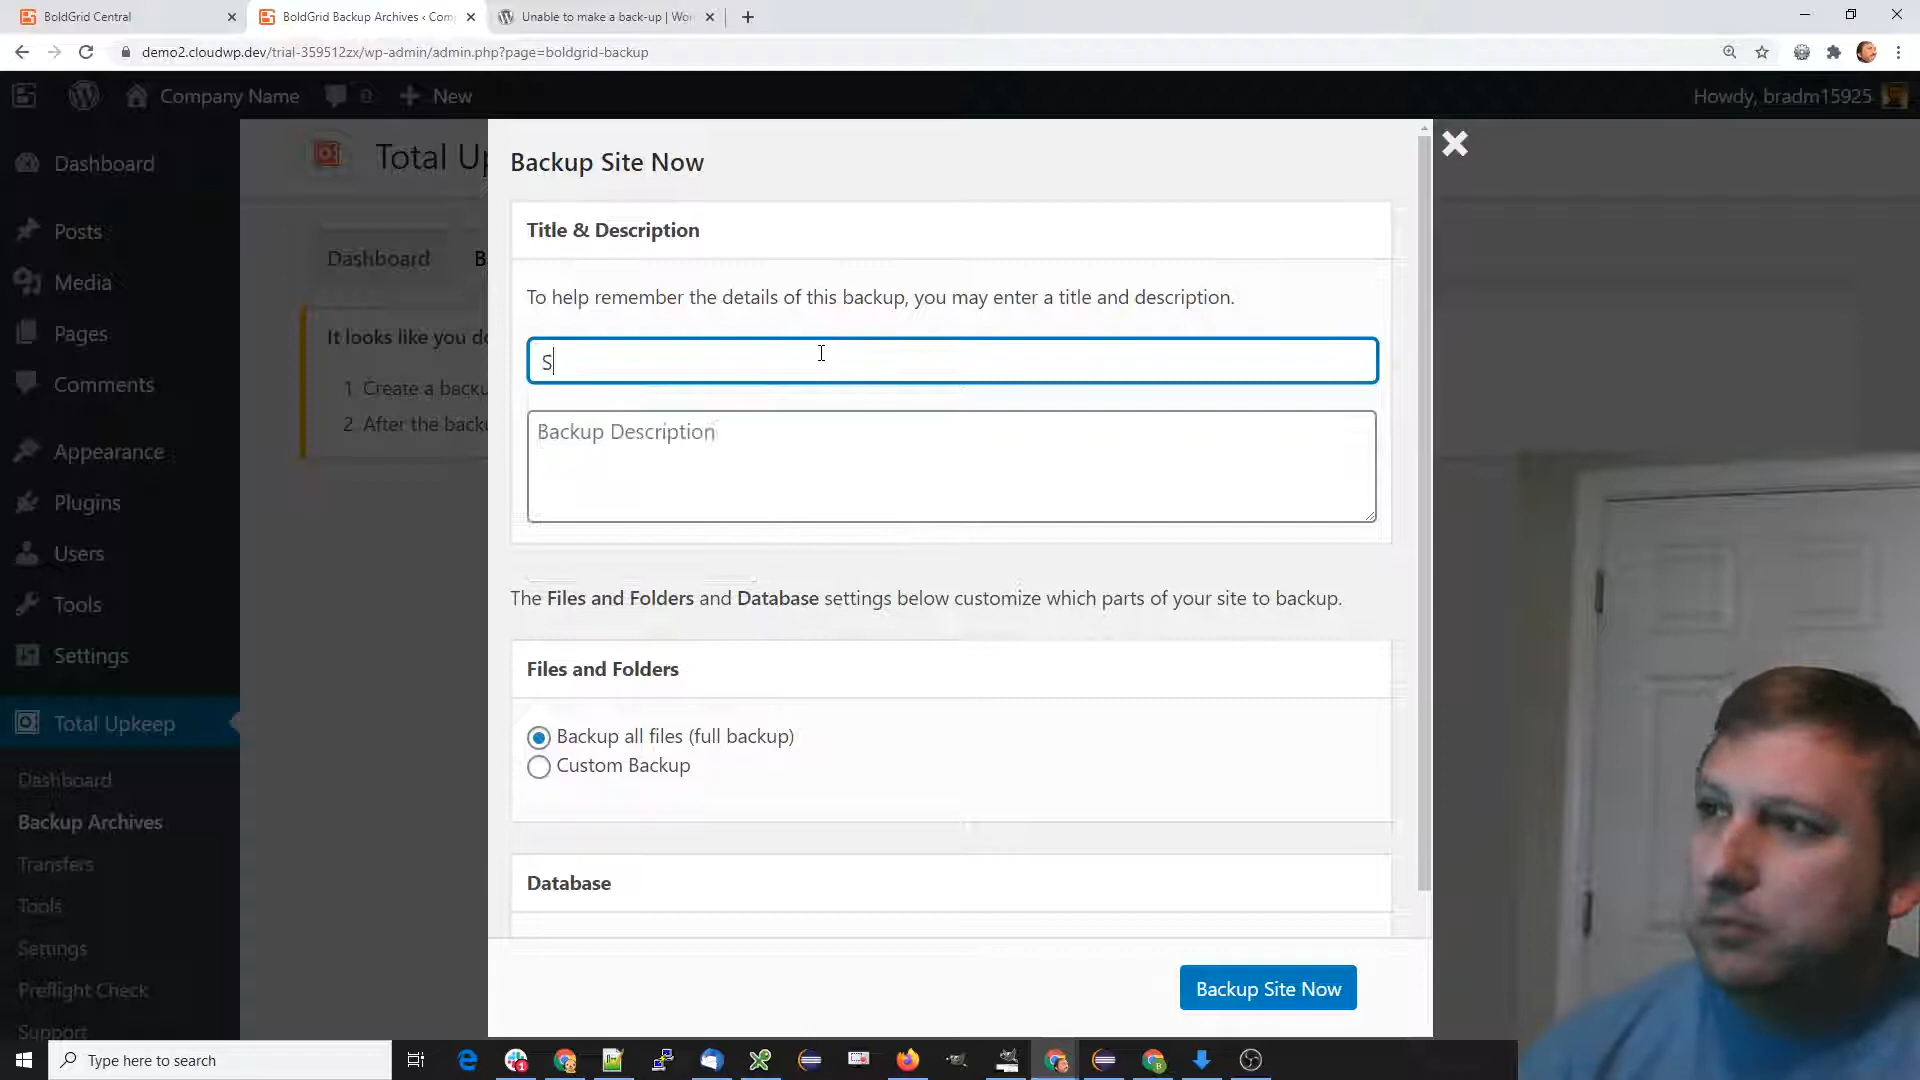 BoldGrid Central
BoldGrid Backup Archives ‹ Com
Unable to make a back-up | Wo
demo2.cloudwp.dev/trial-359512zx/wp-admin/admin.php?page=boldgrid-backup
Company Name
0
New
Howdy, bradm15925
Dashboard
Posts
Media
Pages
Comments
Appearance
Plugins
Users
Tools
Settings
Total Upkeep
Dashboard
Backup Archives
Transfers
Tools
Settings
Preflight Check
Support
Total Up
Dashboard
B
It looks like you do
1 Create a backu
2. After the backu
Backup Site Now
Title & Description
To help remember the details of this backup, you may enter a title and description.
S
Backup Description
The Files and Folders and Database settings below customize which parts of your site to backup.
Files and Folders
Backup all files (full backup)
Custom Backup
Database
Backup Site Now
Type here to search